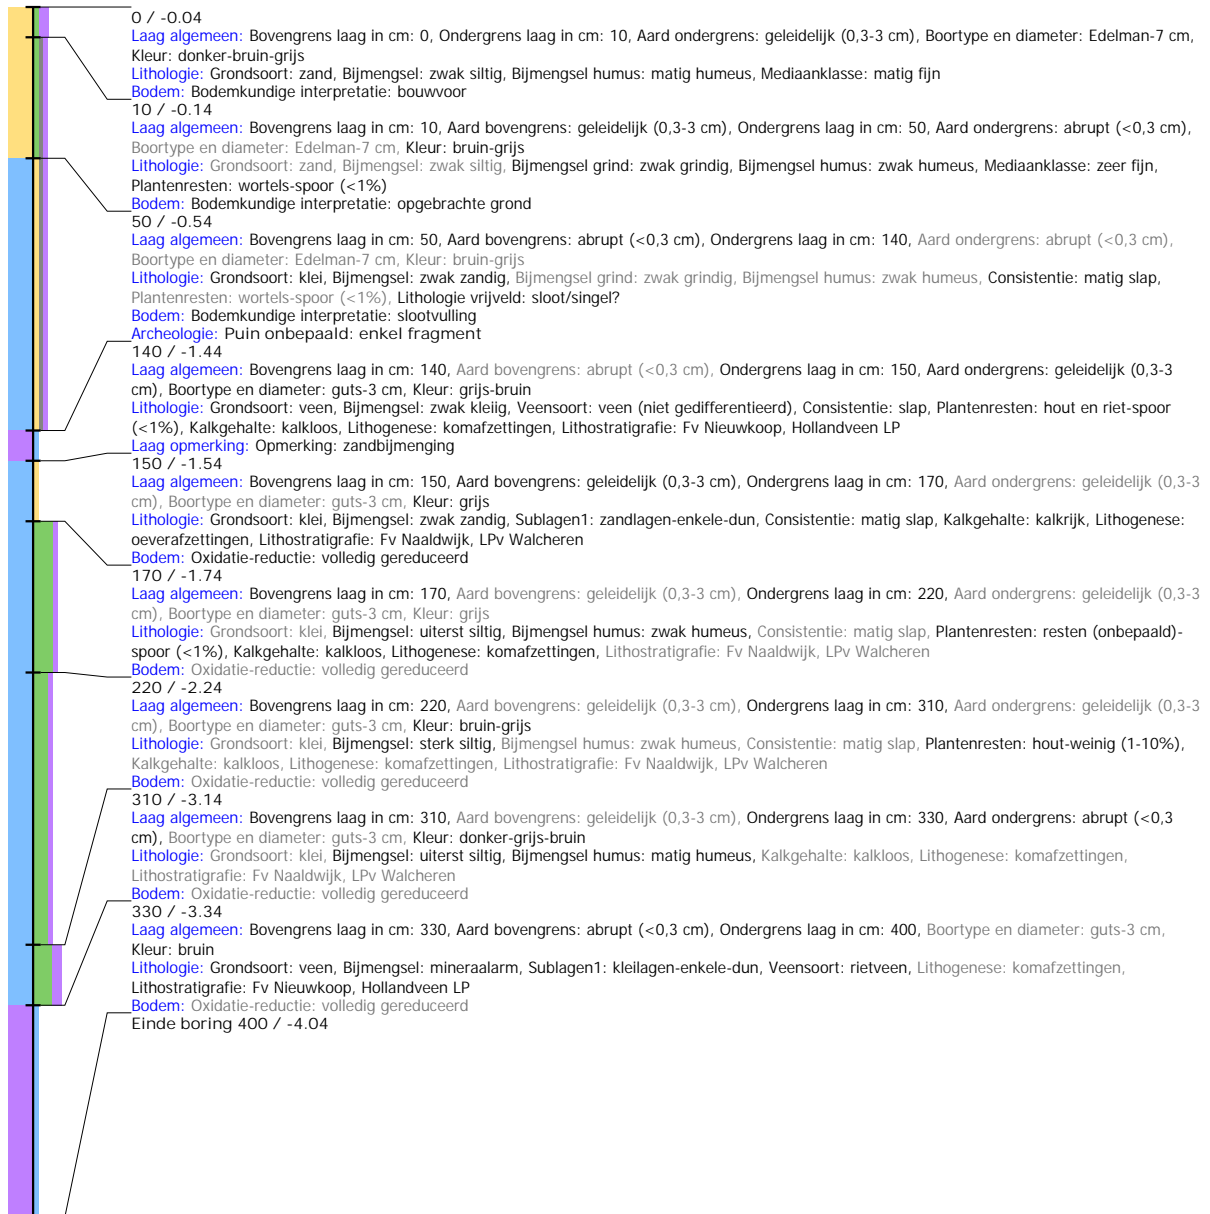 0 / -0.04
Laag algemeen: Bovengrens laag in cm: 0, Ondergrens laag in cm: 10, Aard ondergrens: geleidelijk (0,3-3 cm), Boortype en diameter: Edelman-7 cm,
Kleur: donker-bruin-grijs
Lithologie: Grondsoort: zand, Bijmengsel: zwak siltig, Bijmengsel humus: matig humeus, Mediaanklasse: matig fijn
Bodem: Bodemkundige interpretatie: bouwvoor
10 / -0.14
Laag algemeen: Bovengrens laag in cm: 10, Aard bovengrens: geleidelijk (0,3-3 cm), Ondergrens laag in cm: 50, Aard ondergrens: abrupt (<0,3 cm),
Boortype en diameter: Edelman-7 cm, Kleur: bruin-grijs
Lithologie: Grondsoort: zand, Bijmengsel: zwak siltig, Bijmengsel grind: zwak grindig, Bijmengsel humus: zwak humeus, Mediaanklasse: zeer fijn,
Plantenresten: wortels-spoor (<1%)
Bodem: Bodemkundige interpretatie: opgebrachte grond
50 / -0.54
Laag algemeen: Bovengrens laag in cm: 50, Aard bovengrens: abrupt (<0,3 cm), Ondergrens laag in cm: 140, Aard ondergrens: abrupt (<0,3 cm),
Boortype en diameter: Edelman-7 cm, Kleur: bruin-grijs
Lithologie: Grondsoort: klei, Bijmengsel: zwak zandig, Bijmengsel grind: zwak grindig, Bijmengsel humus: zwak humeus, Consistentie: matig slap,
Plantenresten: wortels-spoor (<1%), Lithologie vrijveld: sloot/singel?
Bodem: Bodemkundige interpretatie: slootvulling
Archeologie: Puin onbepaald: enkel fragment
140 / -1.44
Laag algemeen: Bovengrens laag in cm: 140, Aard bovengrens: abrupt (<0,3 cm), Ondergrens laag in cm: 150, Aard ondergrens: geleidelijk (0,3-3
cm), Boortype en diameter: guts-3 cm, Kleur: grijs-bruin
Lithologie: Grondsoort: veen, Bijmengsel: zwak kleiig, Veensoort: veen (niet gedifferentieerd), Consistentie: slap, Plantenresten: hout en riet-spoor
(<1%), Kalkgehalte: kalkloos, Lithogenese: komafzettingen, Lithostratigrafie: Fv Nieuwkoop, Hollandveen LP
Laag opmerking: Opmerking: zandbijmenging
150 / -1.54
Laag algemeen: Bovengrens laag in cm: 150, Aard bovengrens: geleidelijk (0,3-3 cm), Ondergrens laag in cm: 170, Aard ondergrens: geleidelijk (0,3-3
cm), Boortype en diameter: guts-3 cm, Kleur: grijs
Lithologie: Grondsoort: klei, Bijmengsel: zwak zandig, Sublagen1: zandlagen-enkele-dun, Consistentie: matig slap, Kalkgehalte: kalkrijk, Lithogenese:
oeverafzettingen, Lithostratigrafie: Fv Naaldwijk, LPv Walcheren
Bodem: Oxidatie-reductie: volledig gereduceerd
170 / -1.74
Laag algemeen: Bovengrens laag in cm: 170, Aard bovengrens: geleidelijk (0,3-3 cm), Ondergrens laag in cm: 220, Aard ondergrens: geleidelijk (0,3-3
cm), Boortype en diameter: guts-3 cm, Kleur: grijs
Lithologie: Grondsoort: klei, Bijmengsel: uiterst siltig, Bijmengsel humus: zwak humeus, Consistentie: matig slap, Plantenresten: resten (onbepaald)-
spoor (<1%), Kalkgehalte: kalkloos, Lithogenese: komafzettingen, Lithostratigrafie: Fv Naaldwijk, LPv Walcheren
Bodem: Oxidatie-reductie: volledig gereduceerd
220 / -2.24
Laag algemeen: Bovengrens laag in cm: 220, Aard bovengrens: geleidelijk (0,3-3 cm), Ondergrens laag in cm: 310, Aard ondergrens: geleidelijk (0,3-3
cm), Boortype en diameter: guts-3 cm, Kleur: bruin-grijs
Lithologie: Grondsoort: klei, Bijmengsel: sterk siltig, Bijmengsel humus: zwak humeus, Consistentie: matig slap, Plantenresten: hout-weinig (1-10%),
Kalkgehalte: kalkloos, Lithogenese: komafzettingen, Lithostratigrafie: Fv Naaldwijk, LPv Walcheren
Bodem: Oxidatie-reductie: volledig gereduceerd
310 / -3.14
Laag algemeen: Bovengrens laag in cm: 310, Aard bovengrens: geleidelijk (0,3-3 cm), Ondergrens laag in cm: 330, Aard ondergrens: abrupt (<0,3
cm), Boortype en diameter: guts-3 cm, Kleur: donker-grijs-bruin
Lithologie: Grondsoort: klei, Bijmengsel: uiterst siltig, Bijmengsel humus: matig humeus, Kalkgehalte: kalkloos, Lithogenese: komafzettingen,
Lithostratigrafie: Fv Naaldwijk, LPv Walcheren
Bodem: Oxidatie-reductie: volledig gereduceerd
330 / -3.34
Laag algemeen: Bovengrens laag in cm: 330, Aard bovengrens: abrupt (<0,3 cm), Ondergrens laag in cm: 400, Boortype en diameter: guts-3 cm,
Kleur: bruin
Lithologie: Grondsoort: veen, Bijmengsel: mineraalarm, Sublagen1: kleilagen-enkele-dun, Veensoort: rietveen, Lithogenese: komafzettingen,
Lithostratigrafie: Fv Nieuwkoop, Hollandveen LP
Bodem: Oxidatie-reductie: volledig gereduceerd
Einde boring 400 / -4.04